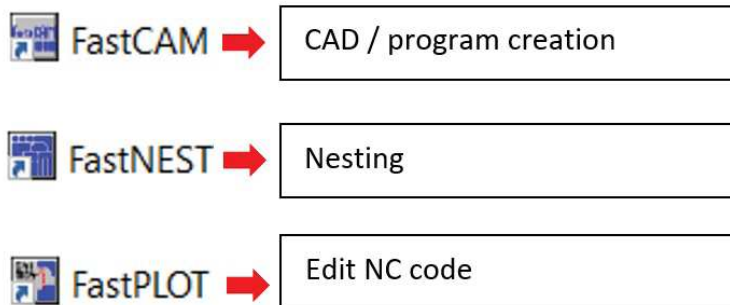 FastCAM
CAD / program creation
FastNEST
Nesting
FastPLOT
Edit NC code